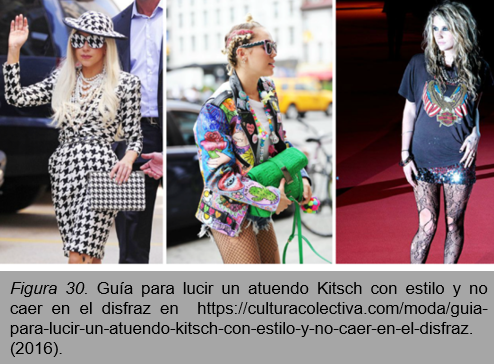 Figura 30. Guía para lucir un atuendo Kitsch con estilo y no
caer en el disfraz en https://culturacolectiva.com/moda/guia-
para-lucir-un-atuendo-kitsch-con-estilo-y-no-caer-en-el-disfraz.
(2016).